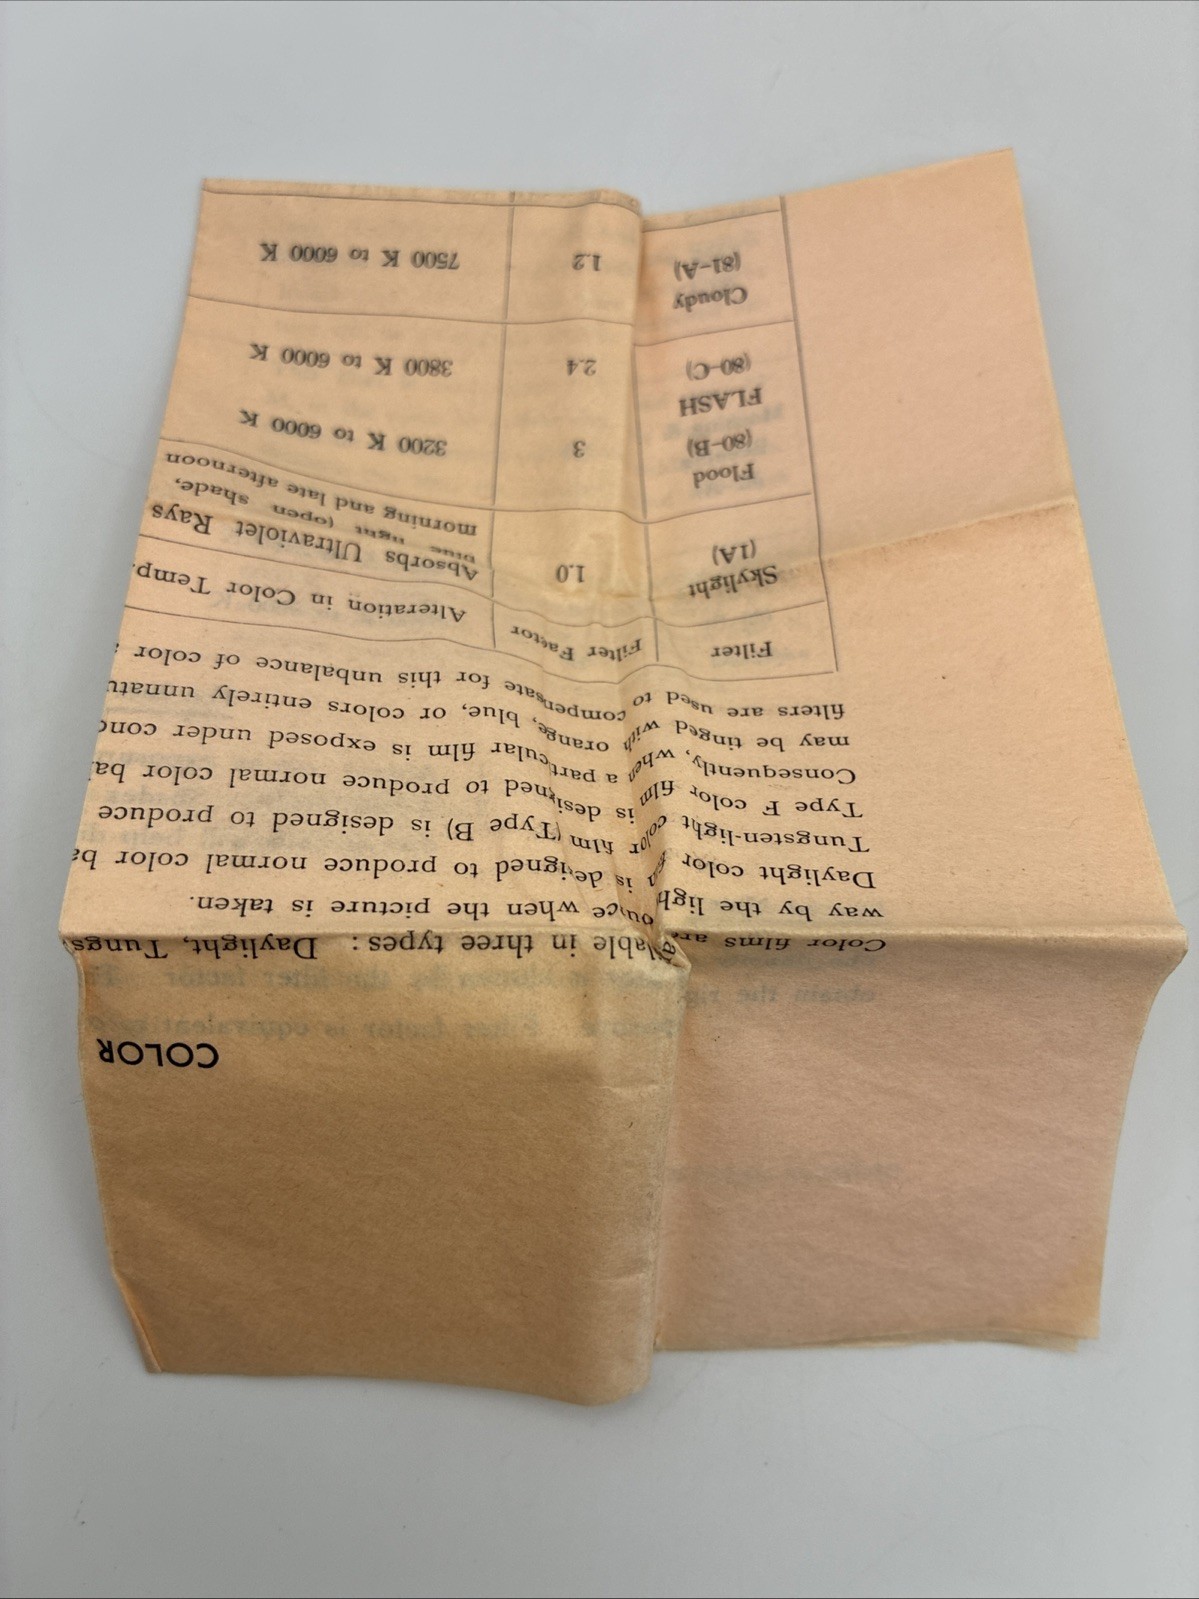 COLOR
Color films are lable in three types: Daylight, Tungs
way by the light when the picture is taken.
Daylight color is designed to produce normal color ba
Tungsten-light color film (Type B) is designed to produce
Type F color film is designed to produce normal color ba
Consequently, when a particular film is exposed under con
may be tinged with orange, blue, or colors entirely unnatu
filters are used to compensate for this unbalance of color
Filter Filter Factor Alteration in Color Temp.
Skylight (1A) 1.0 Absorbs Ultraviolet Rays
light (open shade,
morning and late afternoon
Flood (80-B) 3 3200 K to 6000 K
FLASH (80-C) 2.4 3800 K to 6000 K
Cloudy (81-A) 1.2 7500 K to 6000 K